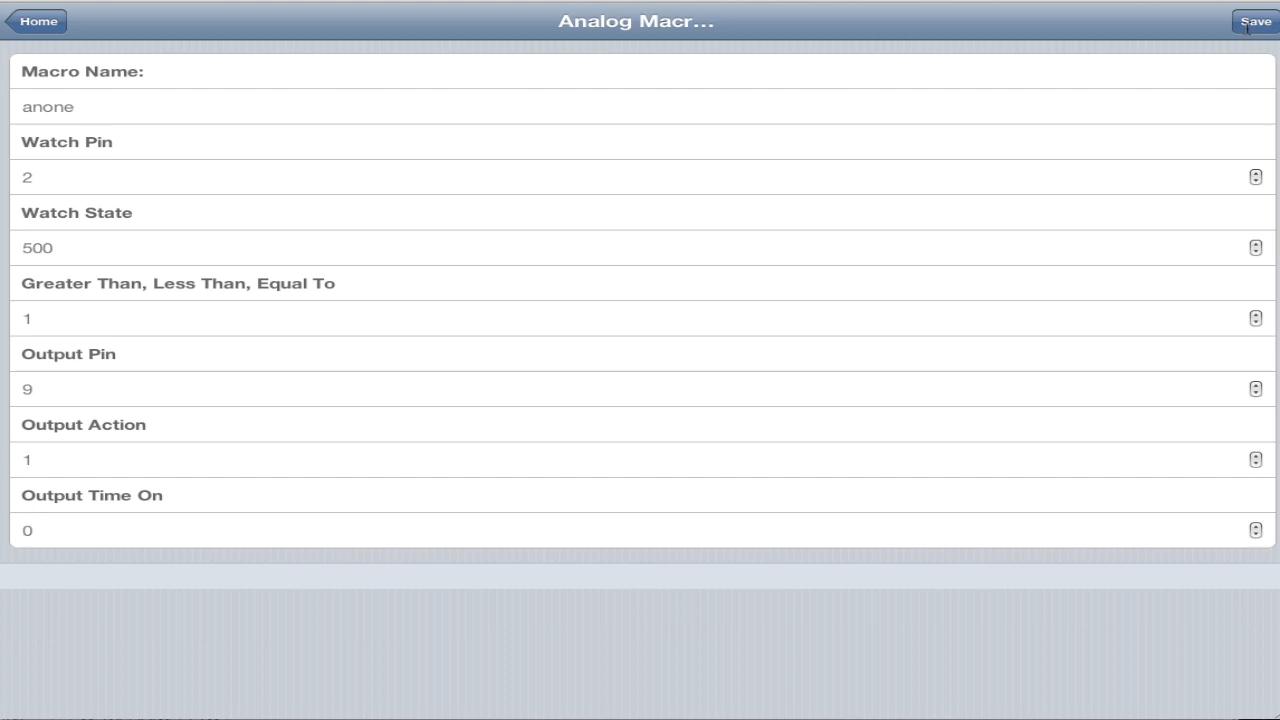 Home
Analog Macr...
Save
Macro Name:
anone
Watch Pin
2
Watch State
500
Greater Than, Less Than, Equal To
1
Output Pin
9
Output Action
1
Output Time On
0